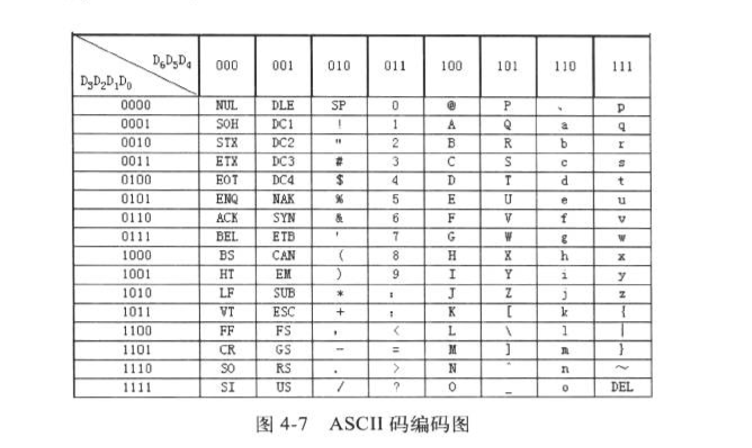 D6D5D4 000 001 010 011 100 101 110 111
D3D2D1D0
0000 NUL DLE SP 0 @ P 、 p
0001 SOH DC1 ! 1 A Q a q
0010 STX DC2 " 2 B R b r
0011 ETX DC3 # 3 C S c s
0100 EOT DC4 $ 4 D T d t
0101 ENQ NAK % 5 E U e u
0110 ACK SYN & 6 F V f v
0111 BEL ETB ' 7 G W g w
1000 BS CAN ( 8 H X h x
1001 HT EM ) 9 I Y i y
1010 LF SUB * : J Z j z
1011 VT ESC + ; K [ k {
1100 FF FS , < L \ l |
1101 CR GS - = M ] m }
1110 SO RS . > N ^ n ~
1111 SI US / ? O _ o DEL
图 4-7 ASCII 码编码图